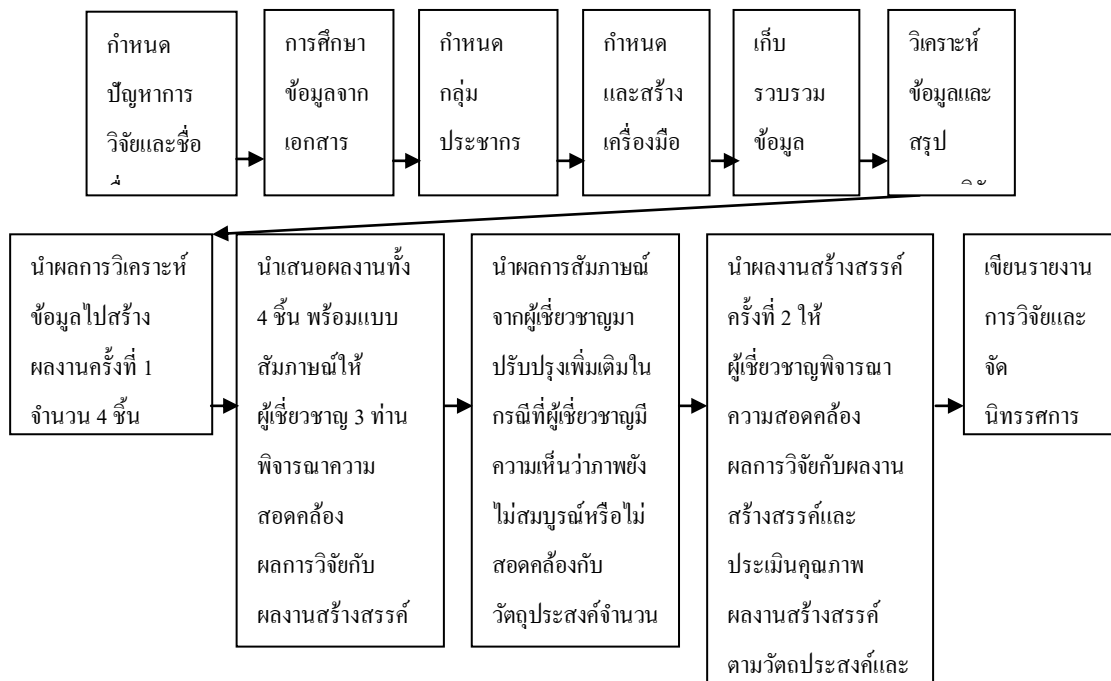 กำหนด
ปัญหาการ
วิจัยและชื่อ
การศึกษา
ข้อมูลจาก
เอกสาร
กำหนด
กลุ่ม
ประชากร
กำหนด
และสร้าง
เครื่องมือ
เก็บ
รวบรวม
ข้อมูล
วิเคราะห์
ข้อมูลและ
สรุป
นำผลการวิเคราะห์
ข้อมูลไปสร้าง
ผลงานครั้งที่ 1
จำนวน 4 ชิ้น
นำเสนอผลงานทั้ง
4 ชิ้น พร้อมแบบ
สัมภาษณ์ให้
ผู้เชี่ยวชาญ 3 ท่าน
พิจารณาความ
สอดคล้อง
ผลการวิจัยกับ
ผลงานสร้างสรรค์
นำผลการสัมภาษณ์
จากผู้เชี่ยวชาญมา
ปรับปรุงเพิ่มเติมใน
กรณีที่ผู้เชี่ยวชาญมี
ความเห็นว่าภาพยัง
ไม่สมบูรณ์หรือไม่
สอดคล้องกับ
วัตถุประสงค์จำนวน
นำผลงานสร้างสรรค์
ครั้งที่ 2 ให้
ผู้เชี่ยวชาญพิจารณา
ความสอดคล้อง
ผลการวิจัยกับผลงาน
สร้างสรรค์และ
ประเมินคุณภาพ
ผลงานสร้างสรรค์
ตามวัตถุประสงค์และ
เขียนรายงาน
การวิจัยและ
จัด
นิทรรศการ